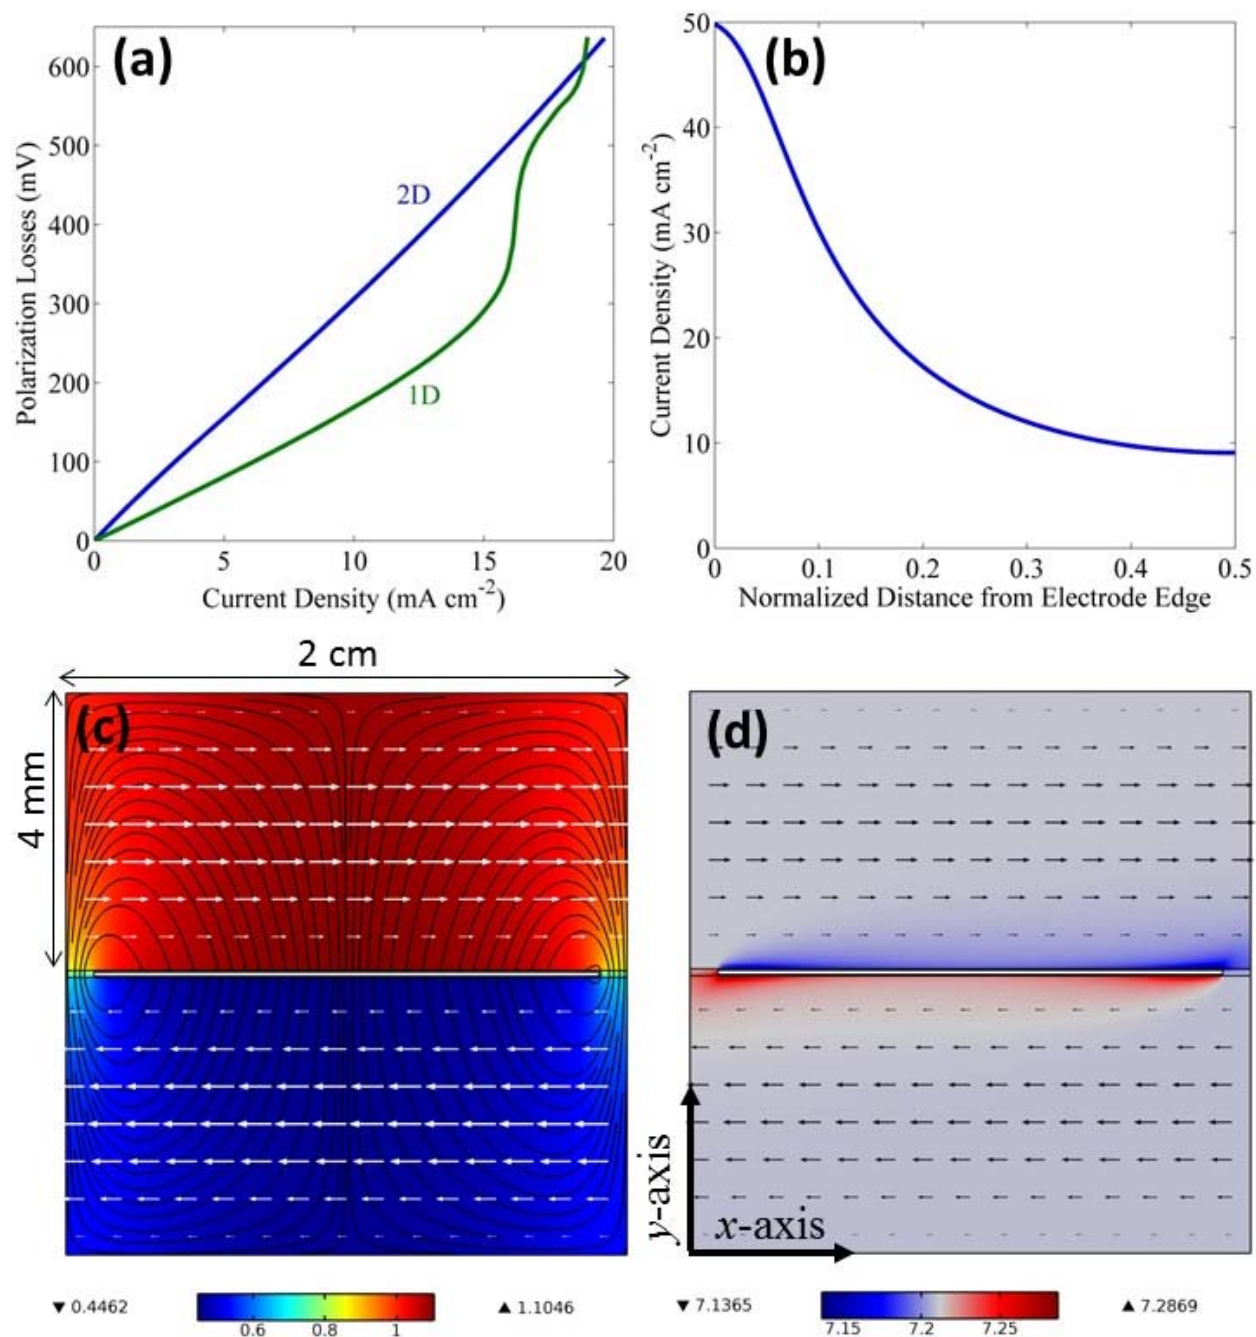 (a)
Polarization Losses (mV)
600
500
400
300
200
100
0
2D
1D
0 5 10 15 20
Current Density (mA cm⁻²)
(b)
Current Density (mA cm⁻²)
50
40
30
20
10
0
0 0.1 0.2 0.3 0.4 0.5
Normalized Distance from Electrode Edge
2 cm
4 mm
(c)
▼ 0.4462
0.6 0.8 1
▲ 1.1046
(d)
y-axis
x-axis
▼ 7.1365
7.15 7.2 7.25
▲ 7.2869